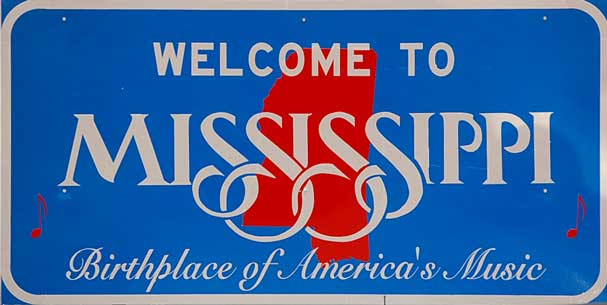 WELCOME TO
MISSISSIPPI
Birthplace of America's Music